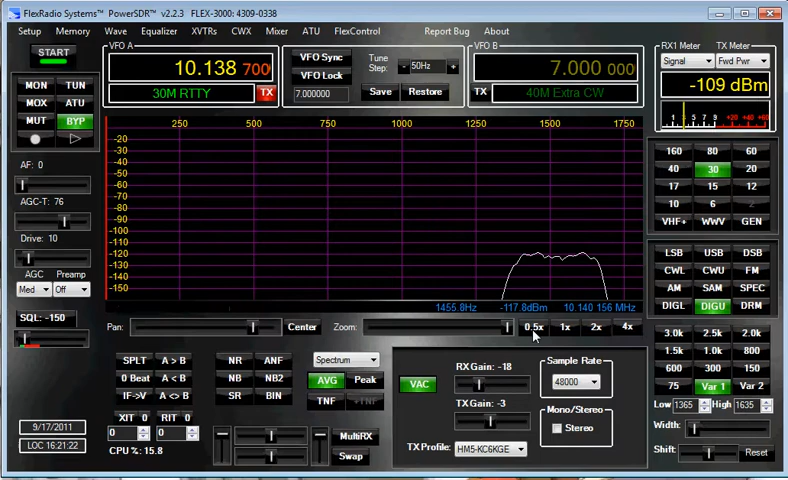 FlexRadio Systems™ PowerSDR™ v2.2.3 FLEX-3000: 4309-0338
Setup Memory Wave Equalizer XVTRs CWX Mixer ATU FlexControl Report Bug About
START
MON TUN
MOX ATU
MUT BYP
AF: 0
AGC-T: 76
Drive: 10
AGC Preamp
Med Off
SQL: -150
VFO A
10.138 700
30M RTTY TX
VFO Sync
VFO Lock
7.000000
Tune
Step:
- 50Hz +
Save Restore
VFO B
7.000 000
TX 40M Extra CW
RX1 Meter TX Meter
Signal Fwd Pwr
-109 dBm
1 3 5 7 9 +20 +40 +60
250 500 750 1000 1250 1500 1750
-20
-30
-40
-50
-60
-70
-80
-90
-100
-110
-120
-130
-140
-150
1455.8Hz -117.8dBm 10.140 156 MHz
Pan: Center Zoom: 0.5x 1x 2x 4x
160 80 60
40 30 20
17 15 12
10 6 2
VHF+ WWV GEN
LSB USB DSB
CWL CWU FM
AM SAM SPEC
DIGL DIGU DRM
3.0k 2.5k 2.0k
1.5k 1.0k 800
600 300 150
75 Var 1 Var 2
Low 1365 High 1635
Width:
Shift: Reset
SPLT A > B
0 Beat A < B
IF->V A <> B
XIT 0 RIT 0
0 0
CPU %: 15.8
9/17/2011
LOC 16:21:22
NR ANF
NB NB2
SR BIN
Spectrum
AVG Peak
TNF +TNF
MultiRX
Swap
VAC
RX Gain: -18
TX Gain: -3
TX Profile: HM5-KC6KGE
Sample Rate
48000
Mono/Stereo
Stereo